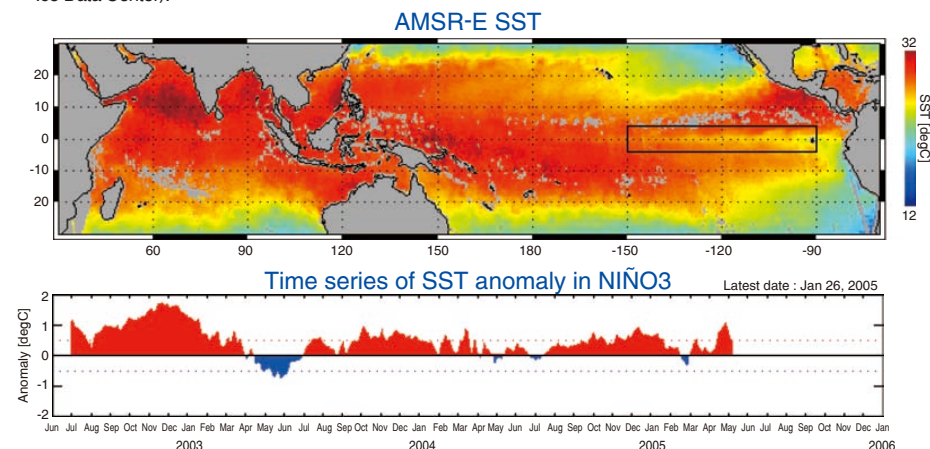 AMSR-E SST
32
20
10
0
-10
20
SST [degC]
12
60
90
120
150
180
-150
-120
-90
Time series of SST anomaly in NIÑO3
Latest date : Jan 26, 2005
Anomaly [degC]
2
1
0
-1
-2
Jun Jul Aug Sep Oct Nov Dec Jan Feb Mar Apr May Jun Jul Aug Sep Oct Nov Dec Jan Feb Mar Apr May Jun Jul Aug Sep Oct Nov Dec Jan Feb Mar Apr May Jun Jul Aug Sep Oct Nov Dec Jan
2003 2004 2005 2006